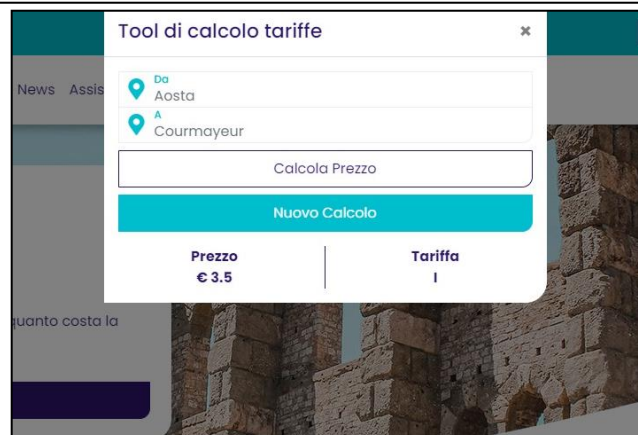 Tool di calcolo tariffe ×
News Assis
Da
Aosta
A
Courmayeur
Calcola Prezzo
Nuovo Calcolo
Prezzo Tariffa
€ 3.5 I
quanto costa la